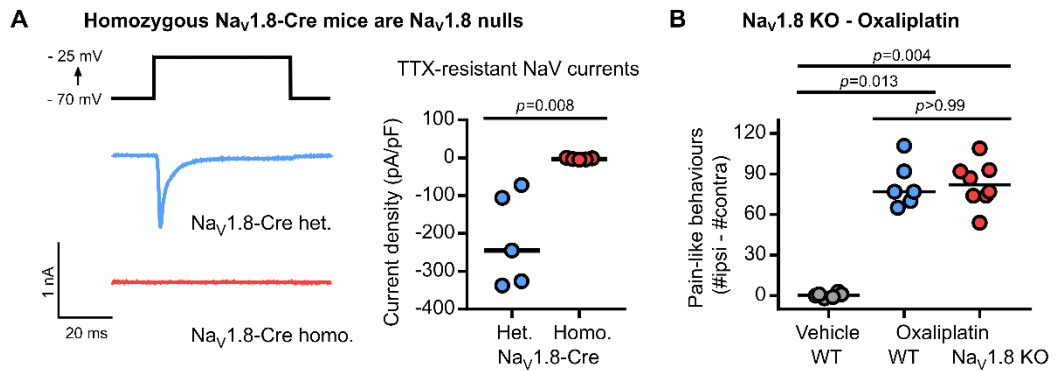 A
Homozygous NaV1.8-Cre mice are NaV1.8 nulls
- 25 mV
- 70 mV
NaV1.8-Cre het.
1 nA
20 ms
NaV1.8-Cre homo.
TTX-resistant NaV currents
p=0.008
Current density (pA/pF)
100
0
-100
-200
-300
-400
Het. Homo.
NaV1.8-Cre
B
NaV1.8 KO - Oxaliplatin
p=0.004
p=0.013
p>0.99
Pain-like behaviours
(#ipsi - #contra)
120
90
60
30
0
Vehicle Oxaliplatin
WT WT NaV1.8 KO